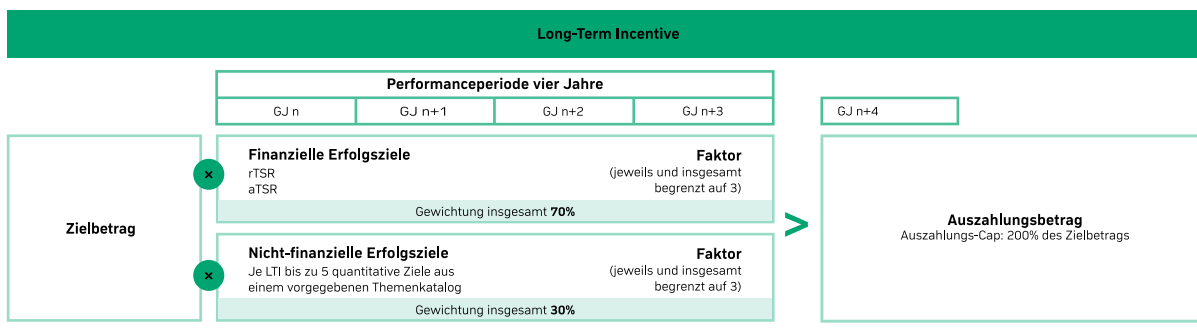 Long-Term Incentive
Performanceperiode vier Jahre
GJ n
GJ n+1
GJ n+2
GJ n+3
GJ n+4
Zielbetrag
×
Finanzielle Erfolgsziele
rTSR
aTSR
Faktor
(jeweils und insgesamt
begrenzt auf 3)
Gewichtung insgesamt 70%
×
Nicht-finanzielle Erfolgsziele
Je LTI bis zu 5 quantitative Ziele aus
einem vorgegebenen Themenkatalog
Faktor
(jeweils und insgesamt
begrenzt auf 3)
Gewichtung insgesamt 30%
>
Auszahlungsbetrag
Auszahlungs-Cap: 200% des Zielbetrags